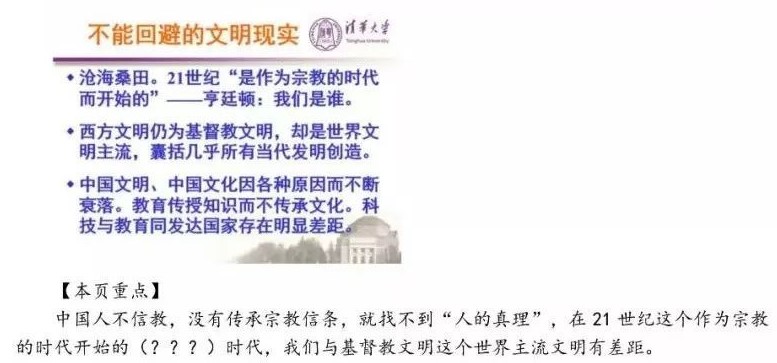 不能回避的文明现实
清华大学
Tsinghua University
沧海桑田。21世纪“是作为宗教的时代
而开始的”——亨廷顿：我们是谁。
西方文明仍为基督教文明，却是世界文
明主流，囊括几乎所有当代发明创造。
中国文明、中国文化因各种原因而不断
衰落。教育传授知识而不传承文化。科
技与教育同发达国家存在明显差距。
【本页重点】
中国人不信教，没有传承宗教信条，就找不到“人的真理”，在 21 世纪这个作为宗教
的时代开始的（？？？）时代，我们与基督教文明这个世界主流文明有差距。